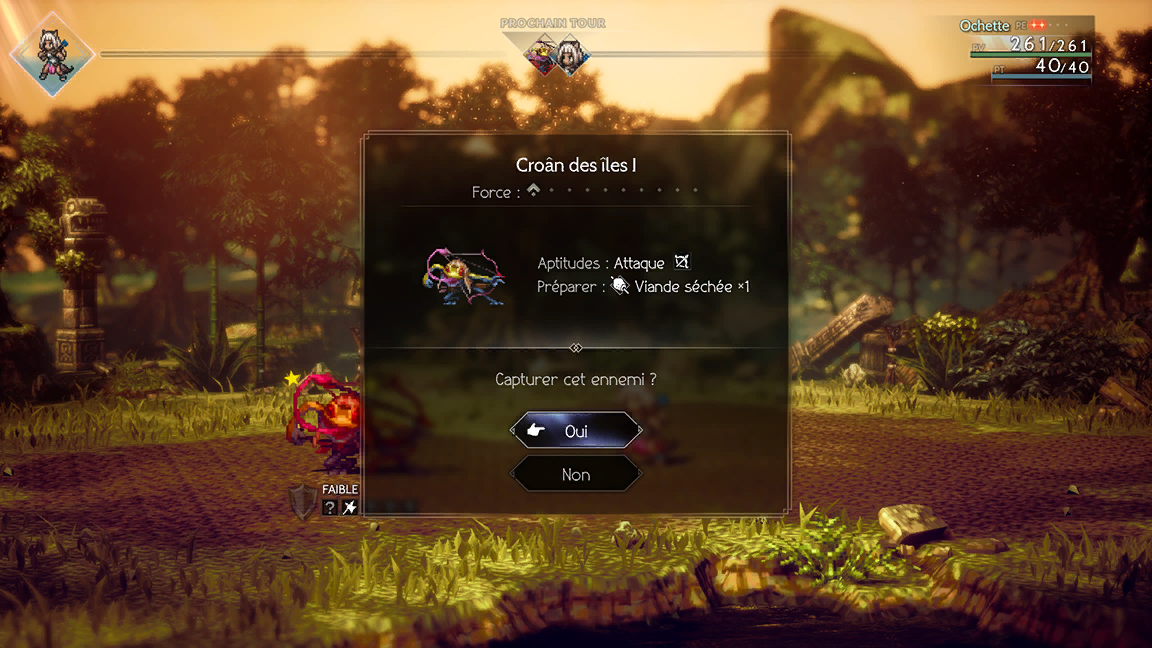 PROCHAIN TOUR
Ochette PE
PV 261/261
PT 40/40
Croân des îles I
Force :
Aptitudes : Attaque
Préparer : Viande séchée ×1
Capturer cet ennemi ?
Oui
Non
FAIBLE
?